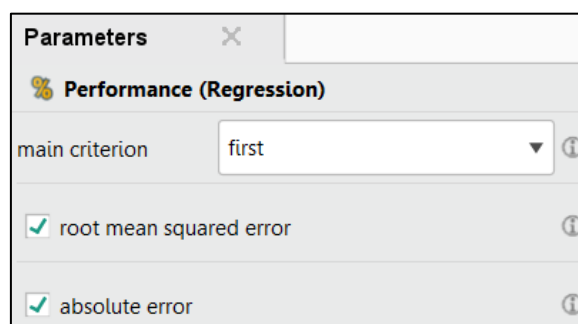 Parameters
Performance (Regression)
main criterion first
root mean squared error
absolute error